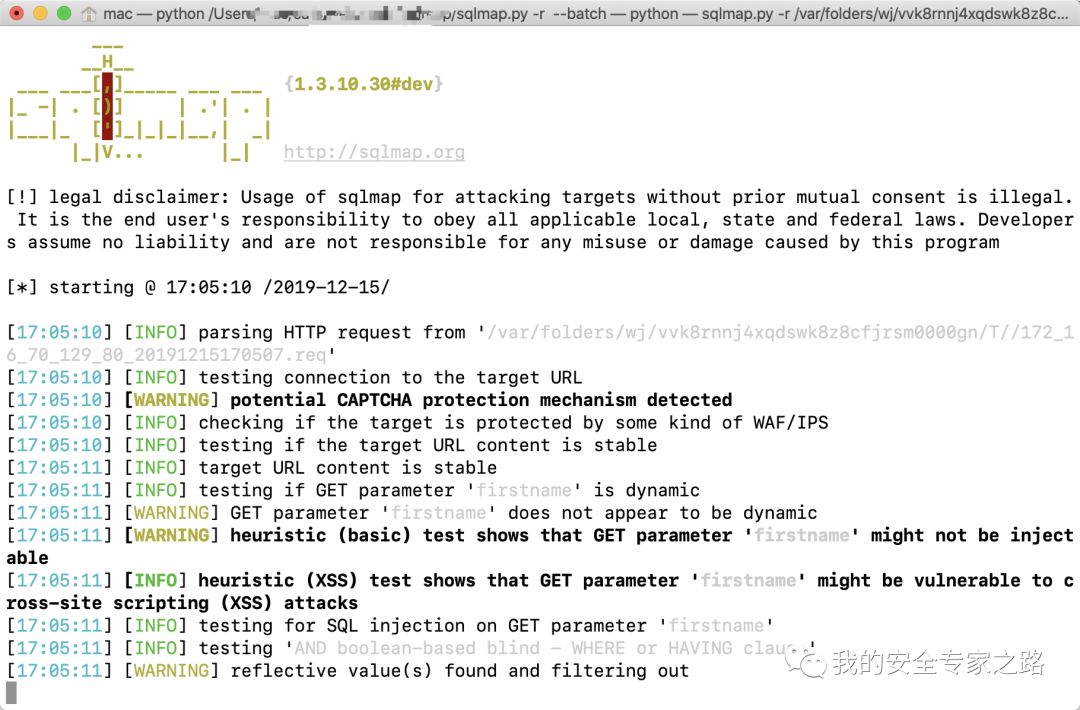 mac — python /User p/sqlmap.py -r --batch — python — sqlmap.py -r /var/folders/wj/vvk8rnnj4xqdswk8z8c...
{1.3.10.30#dev}
http://sqlmap.org
[!] legal disclaimer: Usage of sqlmap for attacking targets without prior mutual consent is illegal.
It is the end user's responsibility to obey all applicable local, state and federal laws. Developer
s assume no liability and are not responsible for any misuse or damage caused by this program
[*] starting @ 17:05:10 /2019-12-15/
[17:05:10] [INFO] parsing HTTP request from '/var/folders/wj/vvk8rnnj4xqdswk8z8cfjrsm0000gn/T//172_1
6_70_129_80_20191215170507.req'
[17:05:10] [INFO] testing connection to the target URL
[17:05:10] [WARNING] potential CAPTCHA protection mechanism detected
[17:05:10] [INFO] checking if the target is protected by some kind of WAF/IPS
[17:05:10] [INFO] testing if the target URL content is stable
[17:05:11] [INFO] target URL content is stable
[17:05:11] [INFO] testing if GET parameter 'firstname' is dynamic
[17:05:11] [WARNING] GET parameter 'firstname' does not appear to be dynamic
[17:05:11] [WARNING] heuristic (basic) test shows that GET parameter 'firstname' might not be inject
able
[17:05:11] [INFO] heuristic (XSS) test shows that GET parameter 'firstname' might be vulnerable to c
ross-site scripting (XSS) attacks
[17:05:11] [INFO] testing for SQL injection on GET parameter 'firstname'
[17:05:11] [INFO] testing 'AND boolean-based blind - WHERE or HAVING clau
[17:05:11] [WARNING] reflective value(s) found and filtering out
我的安全专家之路